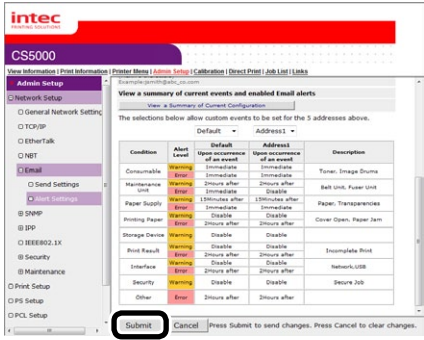 intec
PRINTING SOLUTIONS
CS5000
View Information | Print Information | Printer Menu | Admin Setup | Calibration | Direct Print | Job List | Links
Admin Setup
Network Setup
General Network Setting
TCP/IP
EtherTalk
NBT
Email
Send Settings
Alert Settings
SNMP
IPP
IEEE802.1X
Security
Maintenance
Print Setup
PS Setup
PCL Setup
Example:jsmith@abc_co.com
View a summary of current events and enabled Email alerts
View a Summary of Current Configuration
The selections below allow custom events to be set for the 5 addresses above.
Default Address1
Condition Alert Level Default Upon occurrence of an event Address1 Upon occurrence of an event Description
Consumable Warning Immediate Immediate Toner, Image Drums
Error Immediate Immediate
Maintenance Unit Warning 2Hours after 2Hours after Belt Unit, Fuser Unit
Error Immediate Immediate
Paper Supply Warning 15Minutes after 15Minutes after Paper, Transparencies
Error Immediate Immediate
Printing Paper Warning Disable Disable Cover Open, Paper Jam
Error 2Hours after 2Hours after
Storage Device Warning Disable Disable
Print Result Warning Disable Disable Incomplete Print
Error 2Hours after 2Hours after
Interface Warning Disable Disable Network,USB
Error 2Hours after 2Hours after
Security Warning Disable Disable Secure Job
Other Error 2Hours after 2Hours after
Submit Cancel Press Submit to send changes. Press Cancel to clear changes.